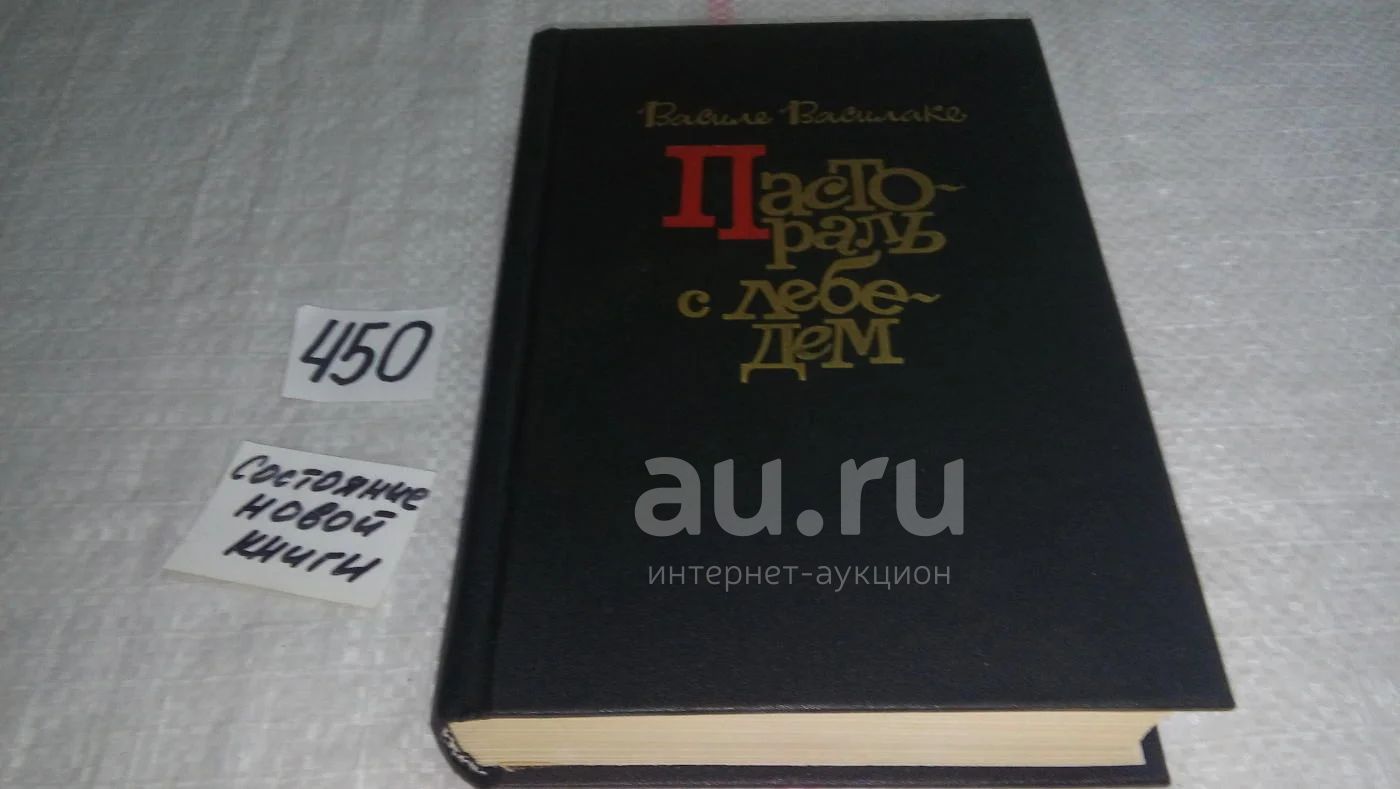 Василе Василаке
Пасто-
раль
с лебе-
дем
450
Состояние
новой
книги
au.ru
интернет-аукцион